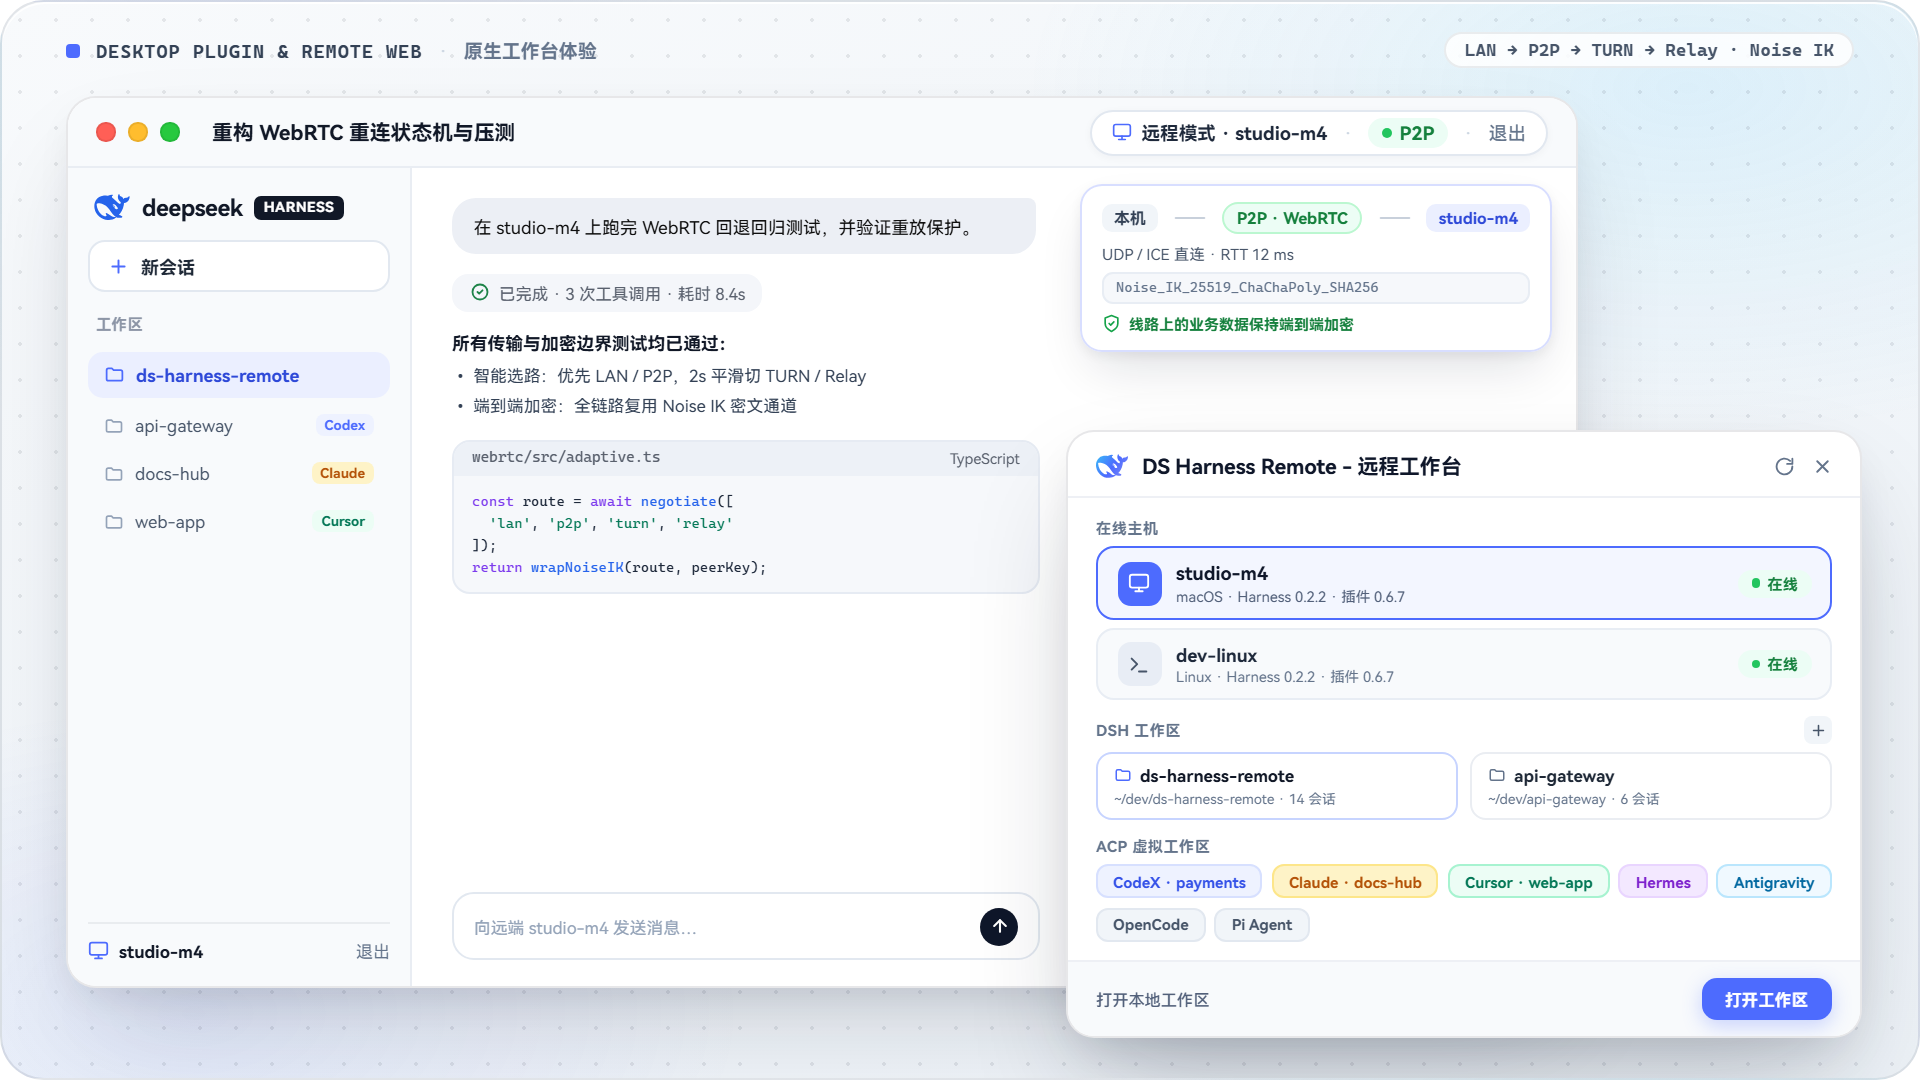 DESKTOP PLUGIN & REMOTE WEB · 原生工作台体验
LAN → P2P → TURN → Relay · Noise IK
重构 WebRTC 重连状态机与压测
远程模式 · studio-m4 · P2P · 退出
deepseek HARNESS
+ 新会话
工作区
ds-harness-remote
api-gateway Codex
docs-hub Claude
web-app Cursor
studio-m4 退出
在 studio-m4 上跑完 WebRTC 回退回归测试，并验证重放保护。
已完成 · 3 次工具调用 · 耗时 8.4s
所有传输与加密边界测试均已通过：
• 智能选路：优先 LAN / P2P，2s 平滑切 TURN / Relay
• 端到端加密：全链路复用 Noise IK 密文通道
webrtc/src/adaptive.ts TypeScript
const route = await negotiate([
'lan', 'p2p', 'turn', 'relay'
]);
return wrapNoiseIK(route, peerKey);
向远端 studio-m4 发送消息…
本机 P2P · WebRTC studio-m4
UDP / ICE 直连 · RTT 12 ms
Noise_IK_25519_ChaChaPoly_SHA256
线路上的业务数据保持端到端加密
DS Harness Remote - 远程工作台
在线主机
studio-m4
macOS · Harness 0.2.2 · 插件 0.6.7
在线
dev-linux
Linux · Harness 0.2.2 · 插件 0.6.7
在线
DSH 工作区
ds-harness-remote
~/dev/ds-harness-remote · 14 会话
api-gateway
~/dev/api-gateway · 6 会话
ACP 虚拟工作区
CodeX · payments
Claude · docs-hub
Cursor · web-app
Hermes
Antigravity
OpenCode
Pi Agent
打开本地工作区
打开工作区